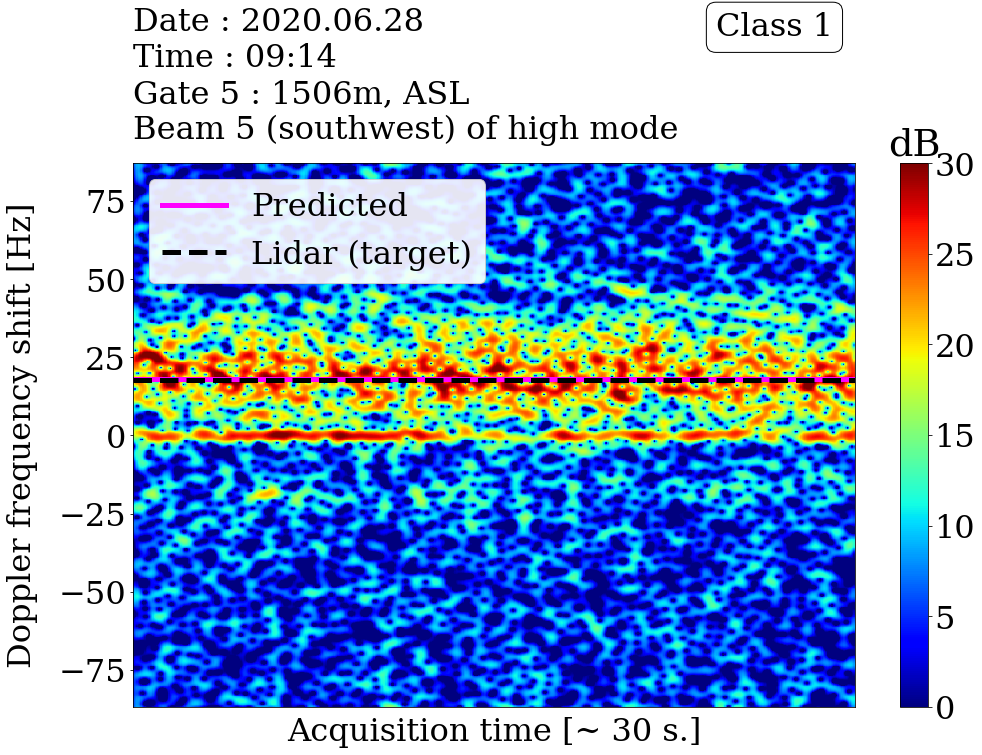 Date : 2020.06.28
Time : 09:14
Gate 5 : 1506m, ASL
Beam 5 (southwest) of high mode
Class 1
dB
Predicted
Lidar (target)
Doppler frequency shift [Hz]
75
50
25
0
−25
−50
−75
Acquisition time [~ 30 s.]
30
25
20
15
10
5
0